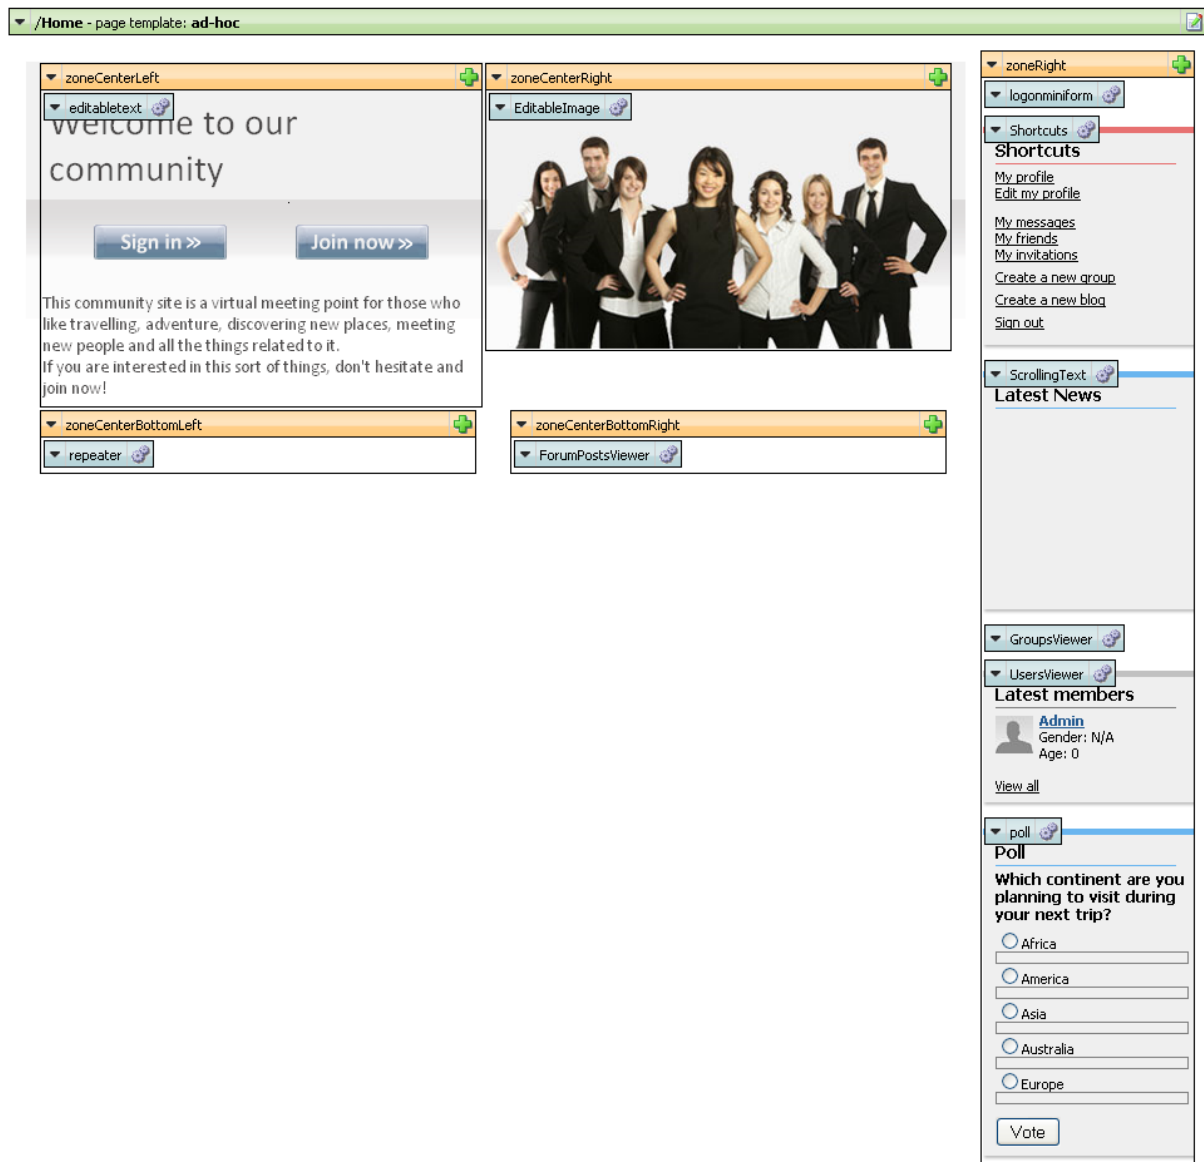 /Home - page template: ad-hoc
zoneCenterLeft
editabletext
Welcome to our
community
Sign in »
Join now »
This community site is a virtual meeting point for those who
like travelling, adventure, discovering new places, meeting
new people and all the things related to it.
If you are interested in this sort of things, don't hesitate and
join now!
zoneCenterRight
EditableImage
zoneCenterBottomLeft
repeater
zoneCenterBottomRight
ForumPostsViewer
zoneRight
logonminiform
Shortcuts
Shortcuts
My profile
Edit my profile
My messages
My friends
My invitations
Create a new group
Create a new blog
Sign out
ScrollingText
Latest News
GroupsViewer
UsersViewer
Latest members
Admin
Gender: N/A
Age: 0
View all
poll
Poll
Which continent are you
planning to visit during
your next trip?
Africa
America
Asia
Australia
Europe
Vote